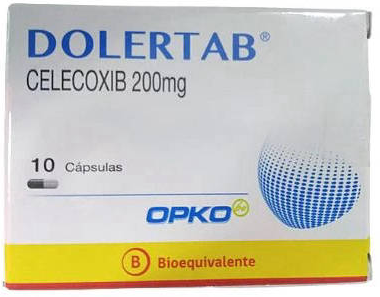 DOLERTAB®
CELECOXIB 200mg
10 Cápsulas
OPKO
B Bioequivalente